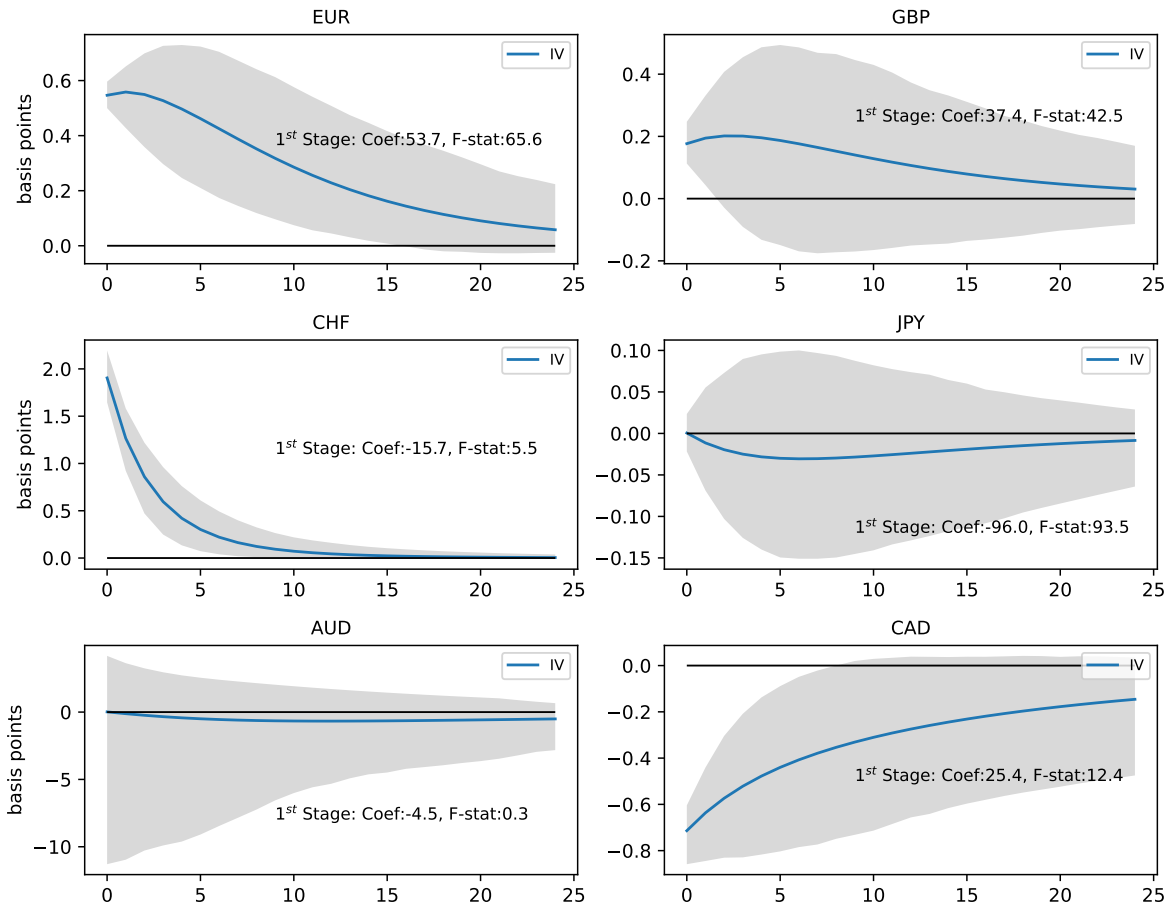 EUR
basis points
0.6
0.4
0.2
0.0
IV
1st Stage: Coef:53.7, F-stat:65.6
0 5 10 15 20 25
GBP
0.4
0.2
0.0
−0.2
IV
1st Stage: Coef:37.4, F-stat:42.5
0 5 10 15 20 25
CHF
basis points
2.0
1.5
1.0
0.5
0.0
IV
1st Stage: Coef:-15.7, F-stat:5.5
0 5 10 15 20 25
JPY
0.10
0.05
0.00
−0.05
−0.10
−0.15
IV
1st Stage: Coef:-96.0, F-stat:93.5
0 5 10 15 20 25
AUD
basis points
0
−5
−10
IV
1st Stage: Coef:-4.5, F-stat:0.3
0 5 10 15 20 25
CAD
0.0
−0.2
−0.4
−0.6
−0.8
IV
1st Stage: Coef:25.4, F-stat:12.4
0 5 10 15 20 25